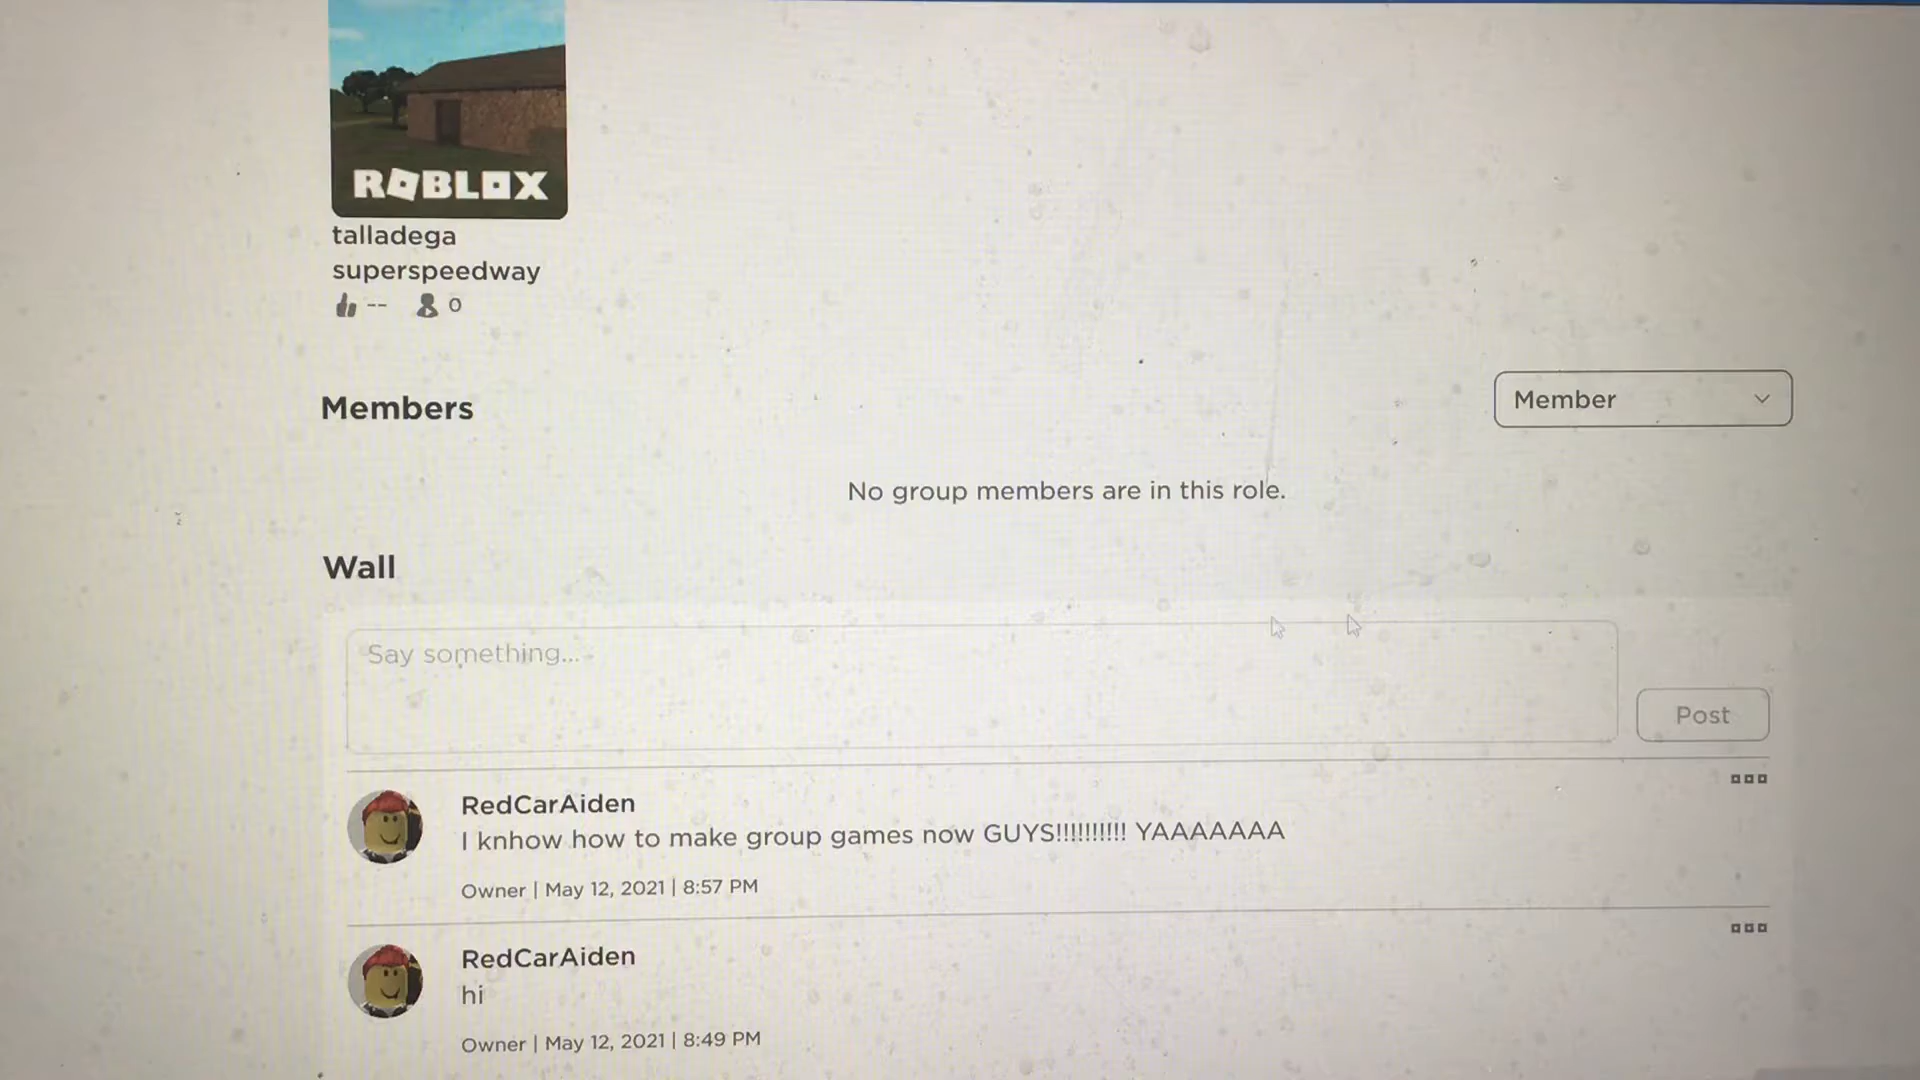 ROBLOX
talladega
superspeedway
-- 0
Members
Member
No group members are in this role.
Wall
Say something...
Post
RedCarAiden
I knhow how to make group games now GUYS!!!!!!!!!! YAAAAAAA
Owner | May 12, 2021 | 8:57 PM
RedCarAiden
hi
Owner | May 12, 2021 | 8:49 PM